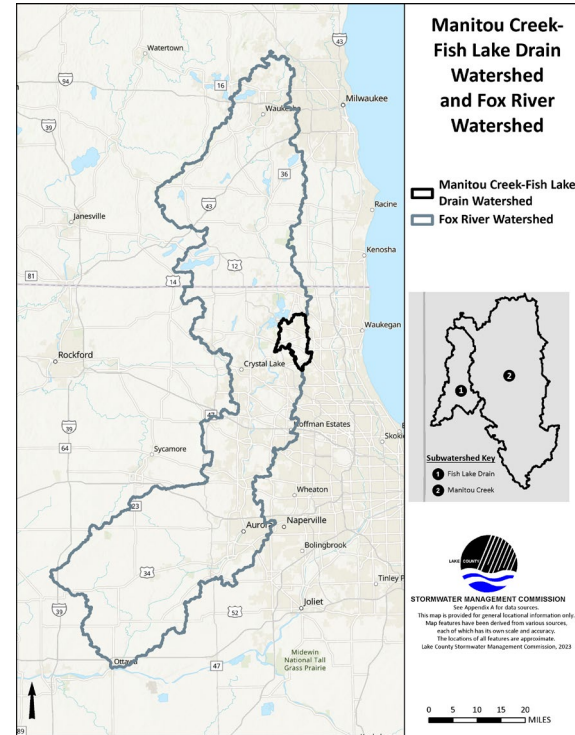 Manitou Creek-
Fish Lake Drain
Watershed
and Fox River
Watershed
Manitou Creek-Fish Lake
Drain Watershed
Fox River Watershed
43
Watertown
94
16
Milwaukee
Waukesha
39
36
Racine
43
Janesville
Kenosha
81
12
14
Waukegan
Rockford
Crystal Lake
39
64
Hoffman Estates
Skokie
Sycamore
23
Wheaton
Aurora
Naperville
Bolingbrook
34
Tinley P
39
52
Joliet
Midewin
National Tall
Grass Prairie
Ottawa
47
1
2
Subwatershed Key
1 Fish Lake Drain
2 Manitou Creek
LAKE COUNTY
STORMWATER MANAGEMENT COMMISSION
See Appendix A for data sources.
This map is provided for general locational information only.
Map features have been derived from various sources,
each of which has its own scale and accuracy.
The locations of all features are approximate.
Lake County Stormwater Management Commission, 2023
0 5 10 15 20
MILES